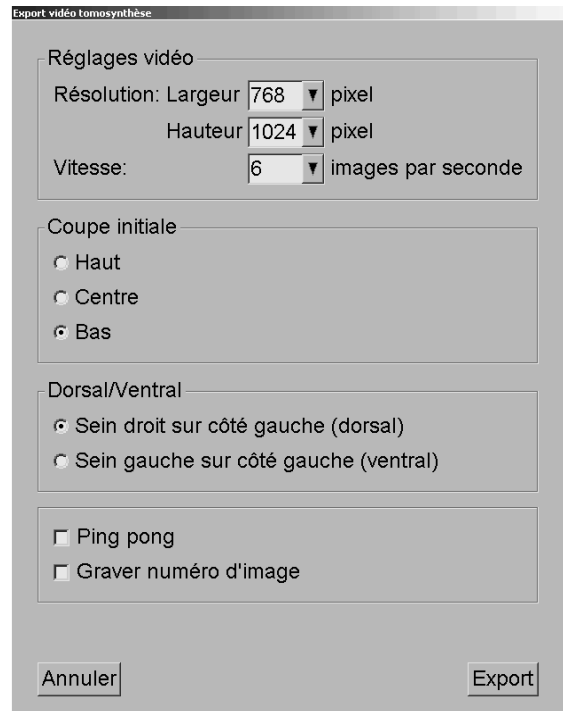 Export vidéo tomosynthèse
Réglages vidéo
Résolution: Largeur 768 pixel
Hauteur 1024 pixel
Vitesse: 6 images par seconde
Coupe initiale
Haut
Centre
Bas
Dorsal/Ventral
Sein droit sur côté gauche (dorsal)
Sein gauche sur côté gauche (ventral)
Ping pong
Graver numéro d'image
Annuler Export